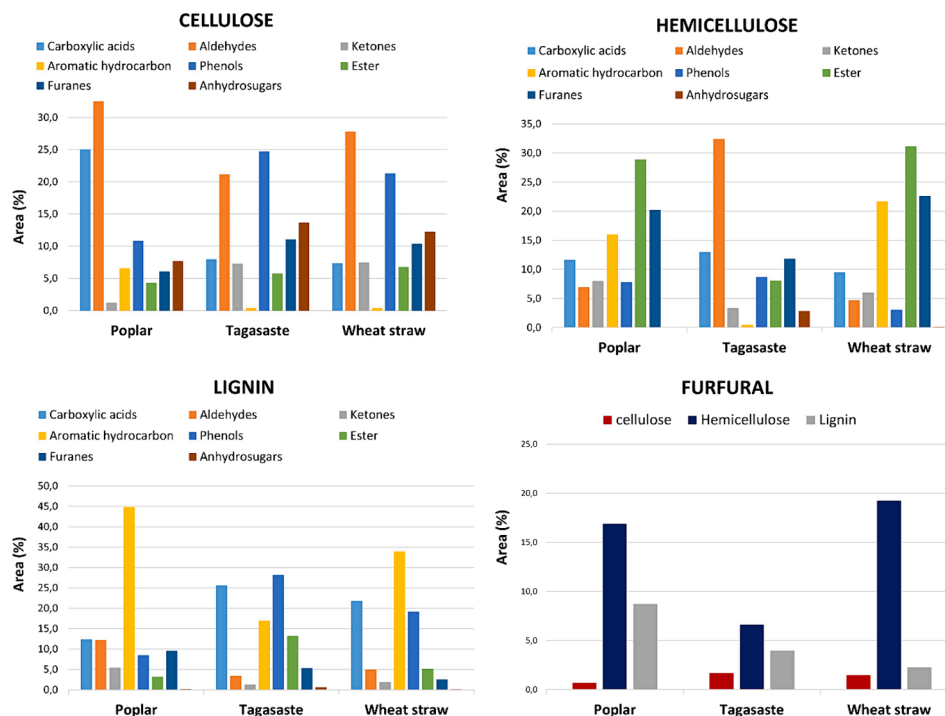 CELLULOSE
Carboxylic acids Aldehydes Ketones
Aromatic hydrocarbon Phenols Ester
Furanes Anhydrosugars
30,0
25,0
20,0
15,0
10,0
5,0
0,0
Area (%)
Poplar Tagasaste Wheat straw
HEMICELLULOSE
Carboxylic acids Aldehydes Ketones
Aromatic hydrocarbon Phenols Ester
Furanes Anhydrosugars
35,0
30,0
25,0
20,0
15,0
10,0
5,0
0,0
Area (%)
Poplar Tagasaste Wheat straw
LIGNIN
Carboxylic acids Aldehydes Ketones
Aromatic hydrocarbon Phenols Ester
Furanes Anhydrosugars
50,0
45,0
40,0
35,0
30,0
25,0
20,0
15,0
10,0
5,0
0,0
Area (%)
Poplar Tagasaste Wheat straw
FURFURAL
cellulose Hemicellulose Lignin
25,0
20,0
15,0
10,0
5,0
0,0
Area (%)
Poplar Tagasaste Wheat straw